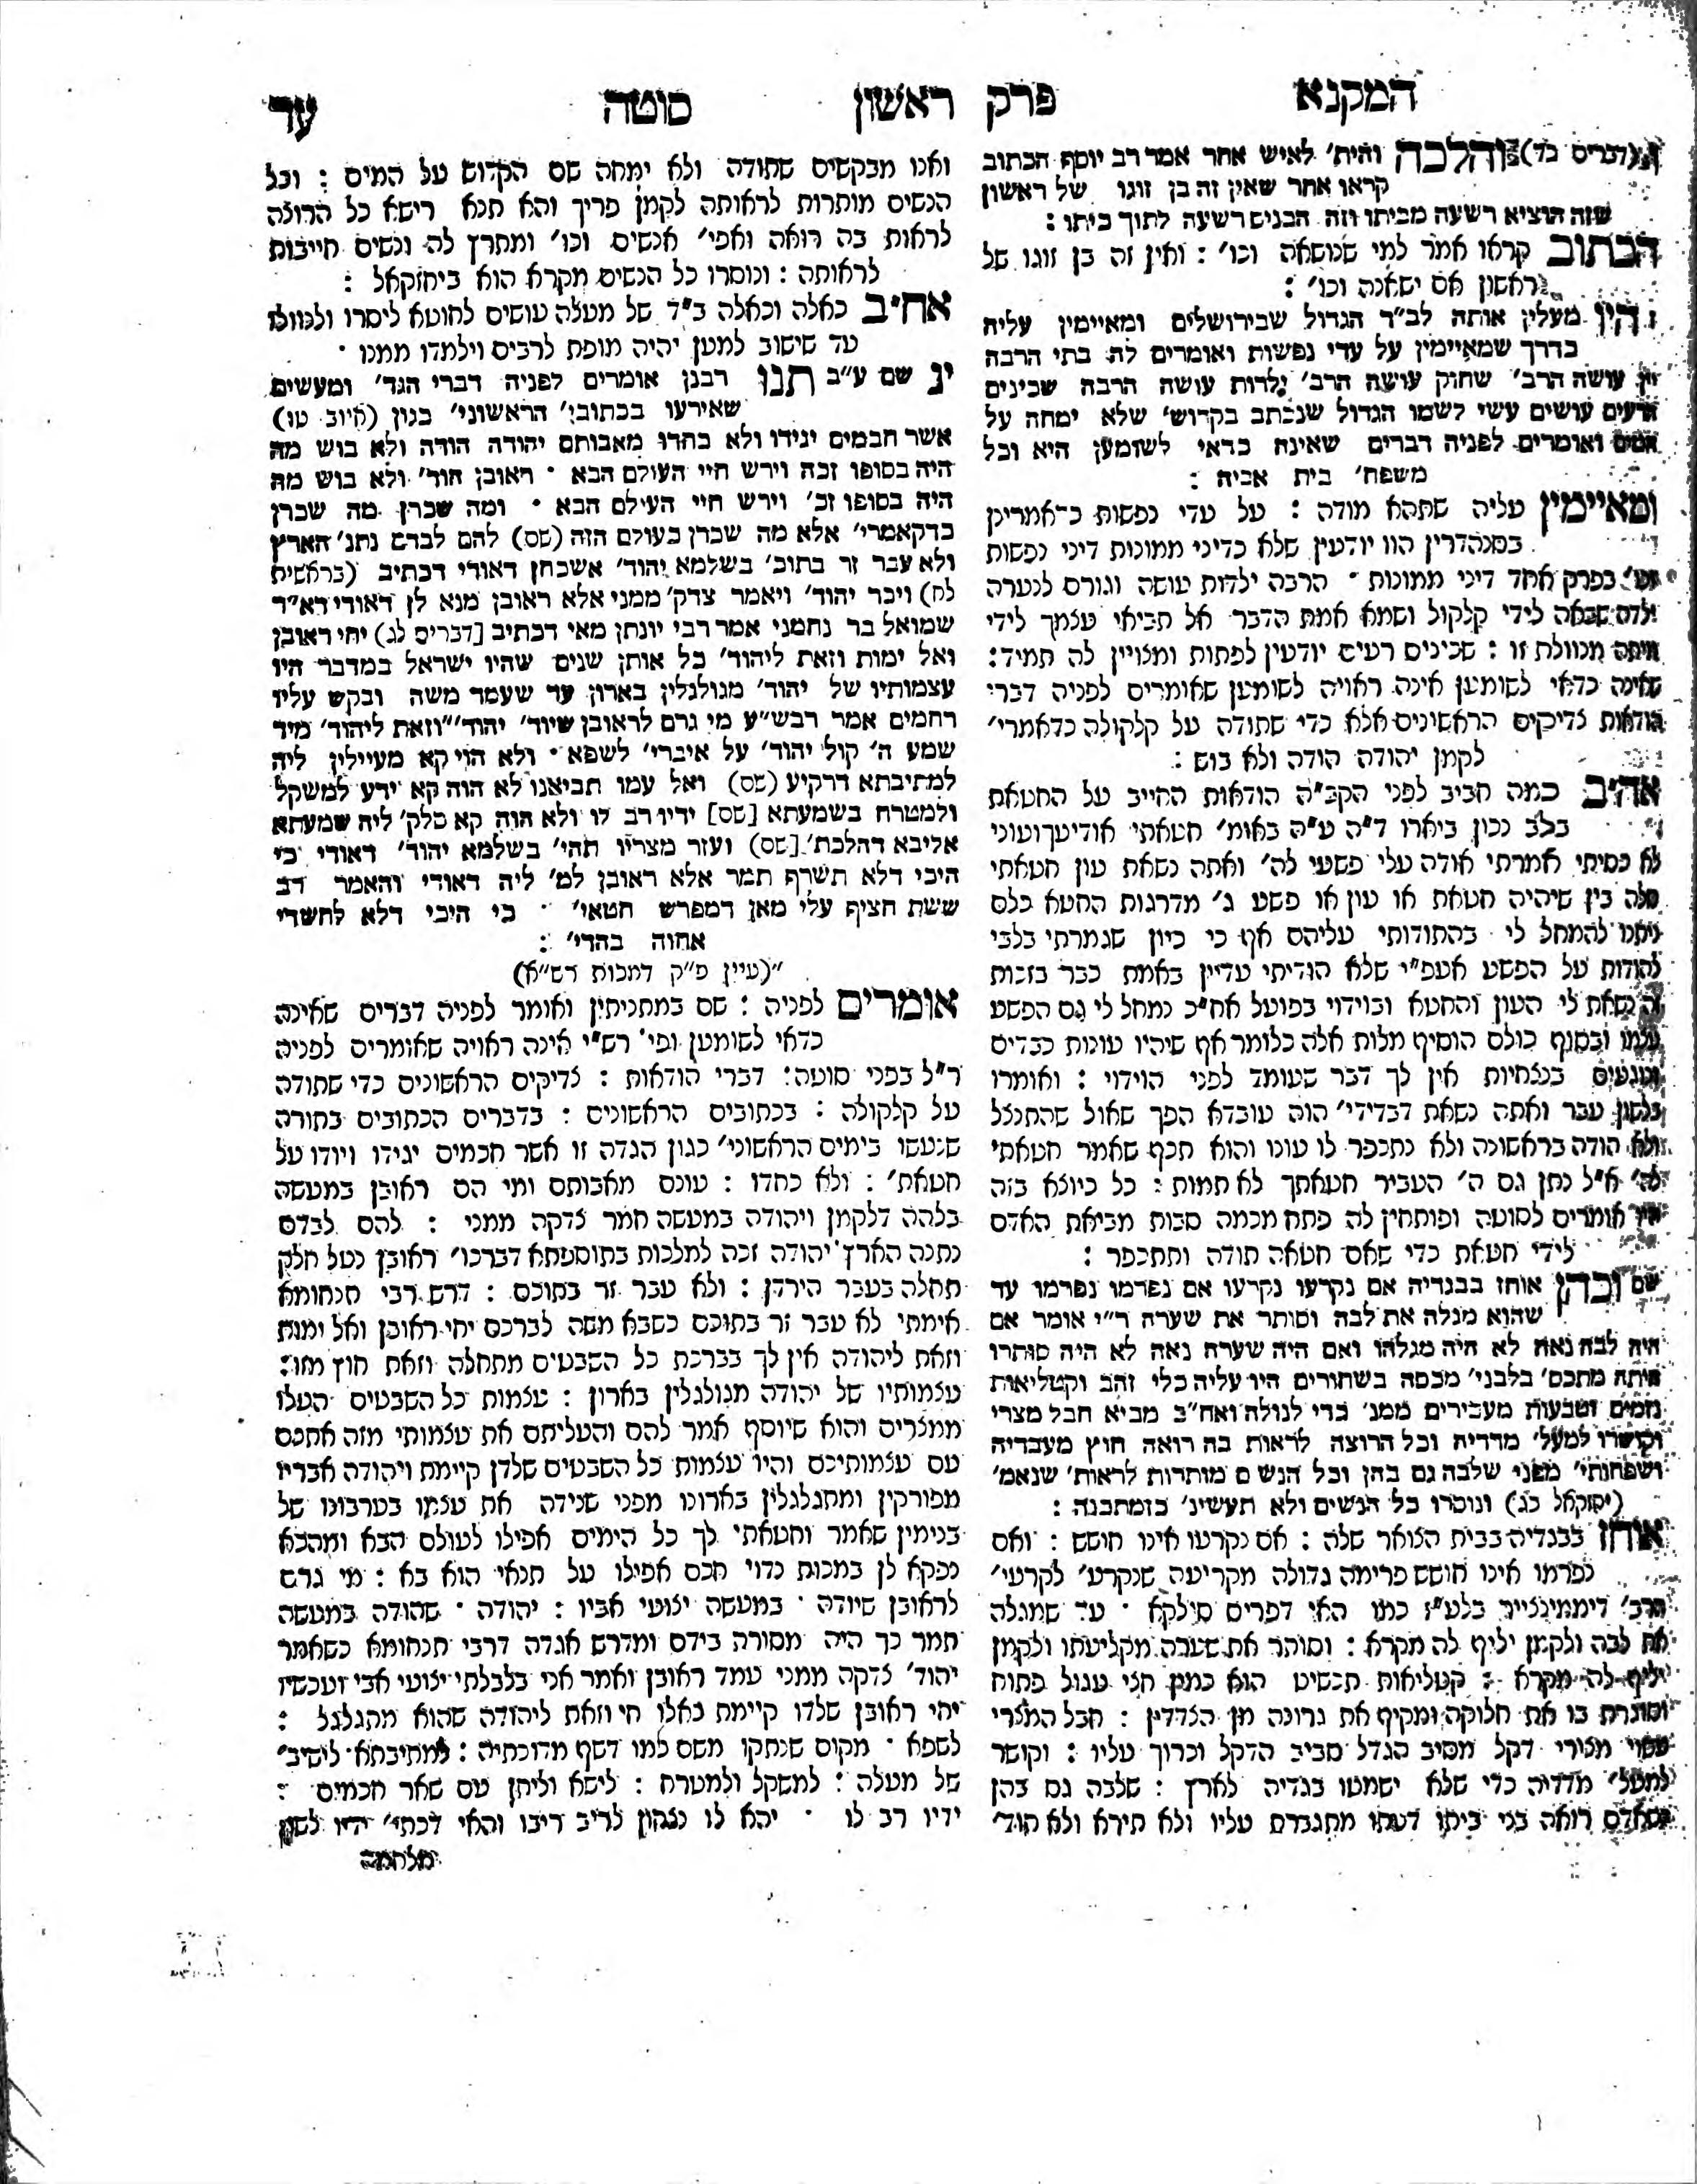 המקנא פרק ראשון סוטה עד
(דברים כד) והלכה והית׳ לאיש אחר אמר רב יוסף הכתוב
קראו אחר שאין זה בן זוגו של ראשון
שזה הוציא רשעה מביתו וזה הכניס רשעה לתוך ביתו :
הכתוב קראו אחר למי שנושאה וכו׳ : ואין זה בן זוגו של
ראשון אם ישאנה וכו׳ :
היו מעלין אותה לב״ד הגדול שבירושלים ומאיימין עליה
כדרך שמאיימין על עדי נפשות ואומרים לה בתי הרבה
יין עושה הרב׳ שחוק עושה הרב׳ ילדות עושה הרבה שכינים
הרעים עושים עשי לשמו הגדול שנכתב בקדוש׳ שלא ימחה על
המים ואומרים לפניה דברים שאינה כדאי לשומען היא וכל
משפח׳ בית אביה :
ומאיימין עליה שתהא מודה : על עדי נפשות כדאמרינן
בסנהדרין הוו יודעין שלא כדיני ממונות דיני נפשות
וכו׳ בפרק אחד דיני ממונות ׳ הרבה ילדות עושה וגורם לנערה
ילדה שבאה לידי קלקול ושמא אמת הדבר אל תביאי עצמך לידי
מיתה מנוולת זו : שכינים רעים יודעין לפתות ומצויין לה תמיד :
שאינה כדאי לשומען אינה ראויה לשומען שאומרים לפניה דברי
הודאות צדיקים הראשונים אלא כדי שתודה על קלקולה כדאמרי׳
לקמן יהודה הודה ולא בוש :
אחי״ב כמה חביב לפני הקב״ה הודאות החייב על החטאת
בלב נכון ביארו ד״ה ע״ה באומ׳ חטאתי אודיעך ועוני
לא כסיתי אמרתי אודה עלי פשעי לה׳ ואתה נשאת עון חטאתי
סלה בין שיהיה חטאת או עון או פשע ג׳ מדרגות החטא כלם
ניתנו להמחל לי בהתודותי עליהם אף כי כיון שגמרתי בלבי
להודות על הפשע אעפ״י שלא הודיתי עדיין באמת כבר בזכות
זה נשאת לי העון והחטא ובוידוי בפועל אח״כ נמחל לי גם הפשע
עצמו ובסוף כולם הוסיף מלות אלה כלומר אף שיהיו עונות כבדים
בנצחיות אין לך דבר שעומד לפני הוידוי : ואומרו
בלשון עבר ואתה נשאת דבדידי׳ הוה עובדא הפך שאול שהתנצל
ולא הודה בראשונה ולא נתכפר לו עונו והוא תכף שאמר חטאתי
לה׳ א״ל נתן גם ה׳ העביר חטאתך לא תמות : כל כיוצא בזה
היו אומרים לסוטה ופותחין לה פתח מכמה סבות מביאת האדם
לידי חטאת כדי שאם חטאה תודה ותתכפר :
שם וכהן אוחז בבגדיה אם נקרעו נקרעו אם נפרמו נפרמו עד
שהוא מגלה את לבה וסותר את שערה ר״י אומר אם
היה לבה נאה לא היה מגלהו ואם היה שערה נאה לא היה סותרו
היתה מתכס׳ בלבני׳ מכסה בשחורים היו עליה כלי זהב וקטליאות
נזמים וטבעות מעבירים ממנ׳ כדי לנולה ואח״כ מביא חבל מצרי
וקושרו למעל׳ מדדיה וכל הרוצה לראות בה רואה חוץ מעבדיה
ושפחותי׳ מפני שלבה גס בהן וכל הנשים מותרות לראות׳ שנאמ׳
(יחזקאל כג) ונוסרו כל הנשים ולא תעשינ׳ כזמתכנה :
אוחז בבגדיה בבית הצואר שלה : אם נקרעו אינו חושש : ואם
נפרמו אינו חושש פרימה גדולה מקריעה שנקרע׳ לקרעי׳
הרב׳ בלע״ז כמו האי דפרים סילקא ׳ עד שמגלה
את לבה ולקמן יליף לה מקרא : וסותר את שערה מקליעתו ולקמן
יליף לה מקרא : קטליאות תכשיט הוא כמין חצי עגול פתוח
וסוגרת בו את חלוקה ומקיף את גרונה מן הצדדין : חבל המצרי
עשוי מצורי דקל מסיב הגדל סביב הדקל וכרוך עליו : וקושר
למעל׳ מדדיה כדי שלא ישמטו בגדיה לארץ : שלבה גס בהן
כשאדם רואה בני ביתו דעתו מתגברת עליו ולא תירא ולא תוד׳
ואנו מבקשים שתודה ולא ימחה שם הקדוש על המים : וכל
הנשים מותרות לראותה לקמן פריך והא תנא רישא כל הרוצה
לראות בה רואה ואפי׳ אנשים וכו׳ ומתרץ לה נשים חייבות
לראותה : ונוסרו כל הנשים מקרא הוא ביחזקאל :
אחי״ב כאלה וכאלה ב״ד של מעלה עושים לחוטא ליסרו ולנוולו
עד שישוב למען יהיה מופת לרבים וילמדו ממנו ׳
יג שם ע״ב תנו רבנן אומרים לפניה דברי הגד׳ ומעשים
שאירעו בכתובי׳ הראשוני׳ כגון (איוב טו)
אשר חכמים יגידו ולא כחדו מאבותם יהודה הודה ולא בוש מה
היה בסופו זכה וירש חיי העולם הבא ׳ ראובן הוד׳ ולא בוש מה
היה בסופו זכ׳ וירש חיי העולם הבא ׳ ומה שכרן מה שכרן
כדקאמרי׳ אלא מה שכרן בעולם הזה (שם) להם לבדם נתנ׳ הארץ
ולא עבר זר בתוכ׳ בשלמא יהוד׳ אשכחן דאודי דכתיב (בראשית
לח) ויכר יהוד׳ ויאמר צדק׳ ממני אלא ראובן מנא לן דאודי דא״ר
שמואל בר נחמני אמר רבי יונתן מאי דכתיב [דברים לג) יחי ראובן
ואל ימות וזאת ליהוד׳ כל אותן שנים שהיו ישראל במדבר היו
עצמותיו של יהוד׳ מגולגלין בארון עד שעמד משה ובקש עליו
רחמים אמר רבש״ע מי גרם לראובן שיוד׳ יהוד׳ וזאת ליהוד׳ מיד
שמע ה׳ קול יהוד׳ על איברי׳ לשפא ׳ ולא הוי קא מעיילין ליה
למתיבתא דרקיע (שם) ואל עמו תביאנו לא הוה קא ידע למשקל
ולמטרח בשמעתא [שם] ידיו רב לו ולא הוה קא סלק׳ ליה שמעתא
אליבא דהלכת׳ [שם) ועזר מצריו תהי׳ בשלמא יהוד׳ דאודי כי
היכי דלא תשרף תמר אלא ראובן למ׳ ליה דאודי והאמר רב
ששת חציף עלי מאן דמפרש חטאי׳ ׳ כי היכי דלא לחשדי
אחוה בהדי׳ :
(עיין פ״ק דמכות רש״א)
אומרים לפניה : שם במתניתין ואומר לפניה דברים שאינה
כדאי לשומען ופי׳ רש״י אינה ראויה שאומרים לפניה
ר״ל בפני סוטה : דברי הודאות : צדיקים הראשונים כדי שתודה
על קלקולה : בכתובים הראשונים : בדברים הכתובים בתורה
שנעשו בימים הראשוני׳ כגון הגדה זו אשר חכמים יגידו ויודו על
חטאת׳ : ולא כחדו : עונם מאבותם ומי הם ראובן במעשה
בלהה דלקמן ויהודה במעשה תמר צדקה ממני : להם לבדם
נתנה הארץ יהודה זכה למלכות בתוספתא דברכו׳ ראובן נטל חלק
תחלה בעבר הירדן : ולא עבר זר בתוכם : דרש רבי תנחומא
אימתי לא עבר זר בתוכם כשבא משה לברכם יחי ראובן ואל ימות
וזאת ליהודה אין לך בברכת כל השבטים מתחלה וזאת חוץ מזו :
עצמותיו של יהודה מגולגלין בארון : עצמות כל השבטים העלו
ממצרים והוא שיוסף אמר להם והעליתם את עצמותי מזה אתכם
עם עצמותיכם והיו עצמות כל השבטים שלדן קיימת ויהודה אבריו
מפורקין ומתגלגלין בארונו מפני שנידה את עצמו בערבונו של
בנימין שאמר וחטאתי לך כל הימים אפילו לעולם הבא ומהבא
נפקא לן במכות נדוי חכם אפילו על תנאי הוא בא : מי גרם
לראובן שיודה ׳ במעשה יצועי אביו : יהודה ׳ שהודה במעשה
תמר כך היה מסורה בידם ומדרש אגדה דרבי תנחומא כשאמר
יהוד׳ צדקה ממני עמד ראובן ואמר אני בלבלתי יצועי אבי ועכשיו
יחי ראובן שלדו קיימת כאלו חי וזאת ליהודה שהוא מתגלגל :
לשפא ׳ מקום שנתקו משם כמו דשף מדוכתיה : למתיבתא לישיב׳
של מעלה : למשקל ולמטרח : לישא וליתן עם שאר חכמים :
ידיו רב לו ׳ יהא לו נצחון לריב ריבו והאי דכתי׳ ידיו לשון
מלחמה